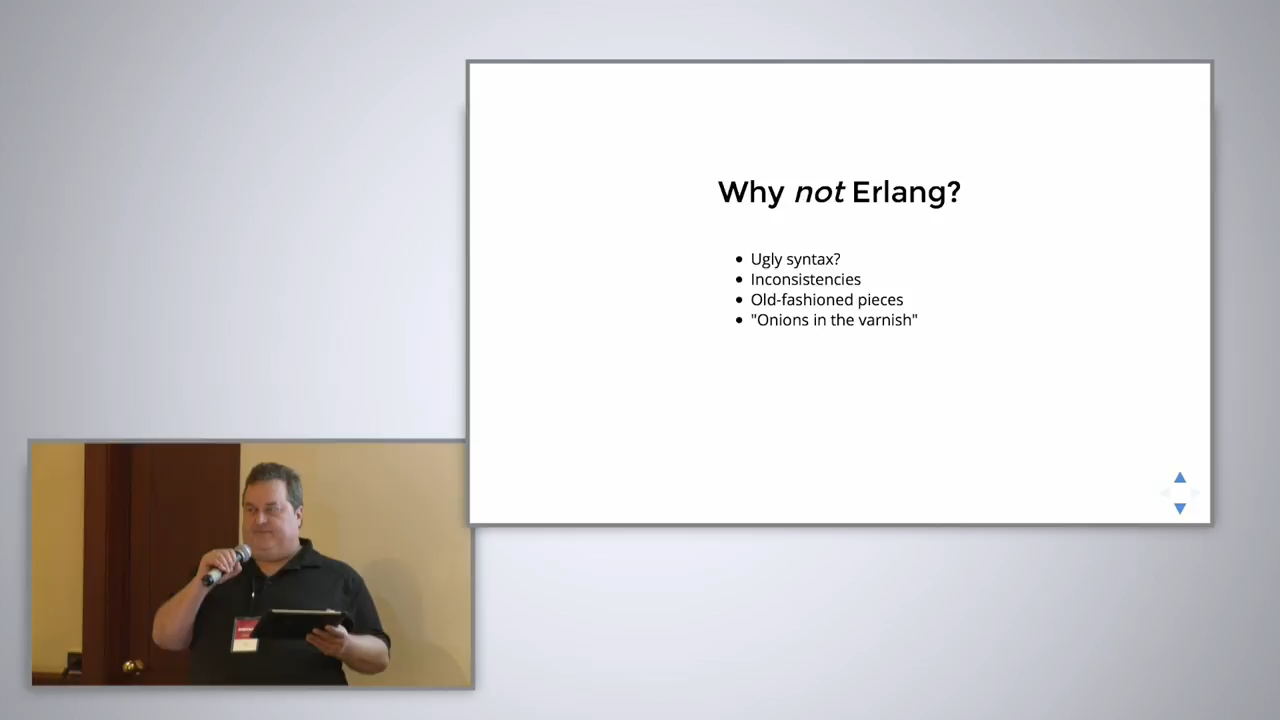 Why not Erlang?
Ugly syntax?
Inconsistencies
Old-fashioned pieces
"Onions in the varnish"